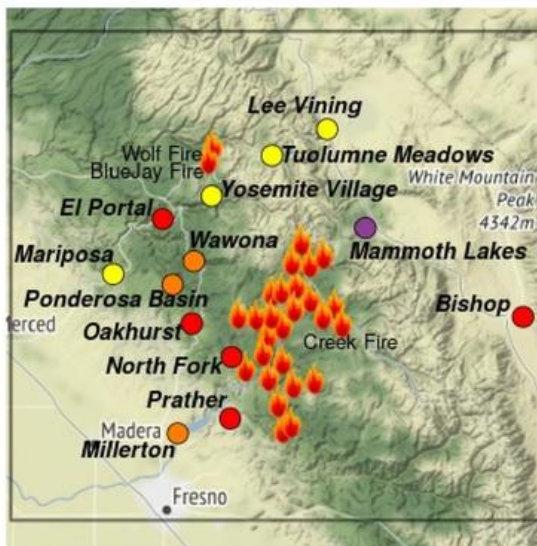 Lee Vining
Wolf Fire
BlueJay Fire
Tuolumne Meadows
White Mountain
Peak
4342m
Yosemite Village
El Portal
Wawona
Mammoth Lakes
Mariposa
Ponderosa Basin
Bishop
erced
Oakhurst
Creek Fire
North Fork
Prather
Madera
Millerton
Fresno